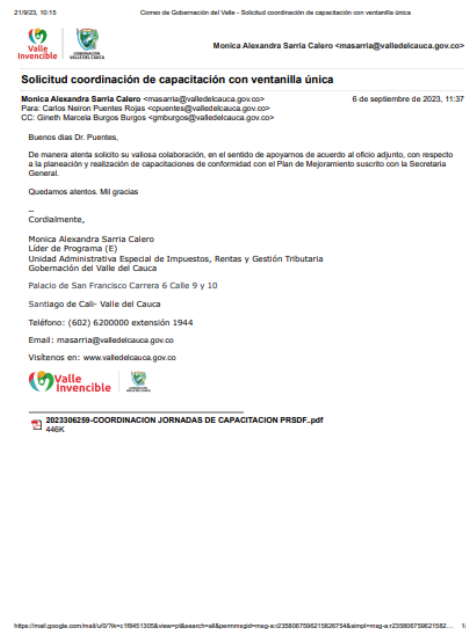 21/9/23, 10:15 Correo de Gobernación del Valle - Solicitud coordinación de capacitación con ventanilla única
Valle
Invencible
GOBERNACIÓN
VALLE DEL CAUCA
Monica Alexandra Sarria Calero <masarria@valledelcauca.gov.co>
Solicitud coordinación de capacitación con ventanilla única
Monica Alexandra Sarria Calero <masarria@valledelcauca.gov.co> 6 de septiembre de 2023, 11:37
Para: Carlos Neiron Puentes Rojas <cpuentes@valledelcauca.gov.co>
CC: Gineth Marcela Burgos Burgos <gmburgos@valledelcauca.gov.co>
Buenos días Dr. Puentes,
De manera atenta solicito su valiosa colaboración, en el sentido de apoyarnos de acuerdo al oficio adjunto, con respecto
a la planeación y realización de capacitaciones de conformidad con el Plan de Mejoramiento suscrito con la Secretaria
General.
Quedamos atentos. Mil gracias
--
Cordialmente,
Monica Alexandra Sarria Calero
Líder de Programa (E)
Unidad Administrativa Especial de Impuestos, Rentas y Gestión Tributaria
Gobernación del Valle del Cauca
Palacio de San Francisco Carrera 6 Calle 9 y 10
Santiago de Cali- Valle del Cauca
Teléfono: (602) 6200000 extensión 1944
Email: masarria@valledelcauca.gov.co
Visítenos en: www.valledelcauca.gov.co
Valle
Invencible
2023306259-COORDINACION JORNADAS DE CAPACITACION PRSDF..pdf
446K